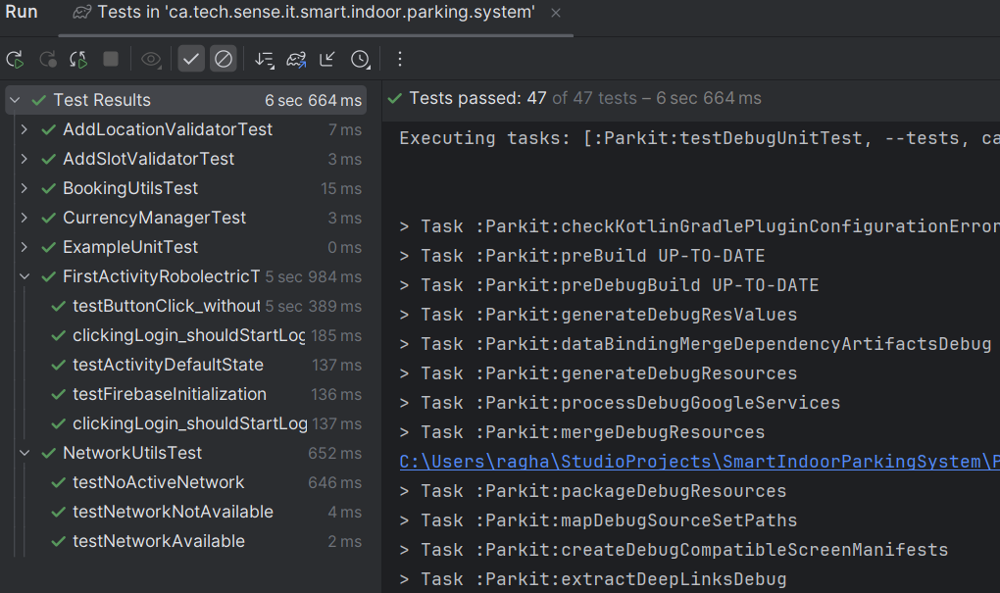 Run
Tests in 'ca.tech.sense.it.smart.indoor.parking.system'
Test Results 6 sec 664 ms
AddLocationValidatorTest 7 ms
AddSlotValidatorTest 3 ms
BookingUtilsTest 15 ms
CurrencyManagerTest 3 ms
ExampleUnitTest 0 ms
FirstActivityRobolectricT 5 sec 984 ms
testButtonClick_without 5 sec 389 ms
clickingLogin_shouldStartLog 185 ms
testActivityDefaultState 137 ms
testFirebaseInitialization 136 ms
clickingLogin_shouldStartLog 137 ms
NetworkUtilsTest 652 ms
testNoActiveNetwork 646 ms
testNetworkNotAvailable 4 ms
testNetworkAvailable 2 ms
Tests passed: 47 of 47 tests – 6 sec 664 ms
Executing tasks: [:Parkit:testDebugUnitTest, --tests, ca
> Task :Parkit:checkKotlinGradlePluginConfigurationError
> Task :Parkit:preBuild UP-TO-DATE
> Task :Parkit:preDebugBuild UP-TO-DATE
> Task :Parkit:generateDebugResValues
> Task :Parkit:dataBindingMergeDependencyArtifactsDebug
> Task :Parkit:generateDebugResources
> Task :Parkit:processDebugGoogleServices
> Task :Parkit:mergeDebugResources
C:\Users\ragha\StudioProjects\SmartIndoorParkingSystem\P
> Task :Parkit:packageDebugResources
> Task :Parkit:mapDebugSourceSetPaths
> Task :Parkit:createDebugCompatibleScreenManifests
> Task :Parkit:extractDeepLinksDebug